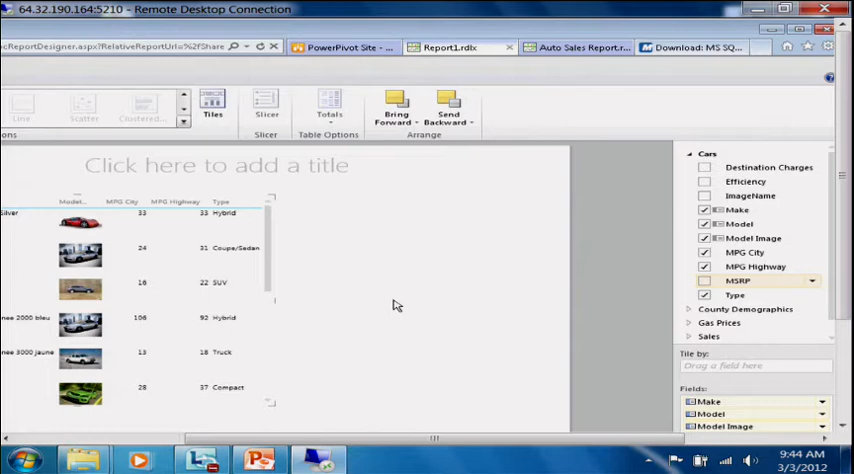 64.32.190.164:5210 - Remote Desktop Connection
ocReportDesigner.aspx?RelativeReportUrl=%2FShare
PowerPivot Site - ...
Report1.rdlx
Auto Sales Report.r...
Download: MS SQ...
Line
Scatter
Clustered...
Tiles
Slicer
Totals
Bring Forward
Send Backward
ons
Slicer
Table Options
Arrange
Click here to add a title
Model... MPG City MPG Highway Type
Silver 33 33 Hybrid
24 31 Coupe/Sedan
16 22 SUV
nee 2000 bleu 106 92 Hybrid
nee 3000 jaune 13 18 Truck
28 37 Compact
Cars
Destination Charges
Efficiency
ImageName
Make
Model
Model Image
MPG City
MPG Highway
MSRP
Type
County Demographics
Gas Prices
Sales
Tile by:
Drag a field here
Fields:
Make
Model
Model Image
9:44 AM
3/3/2012